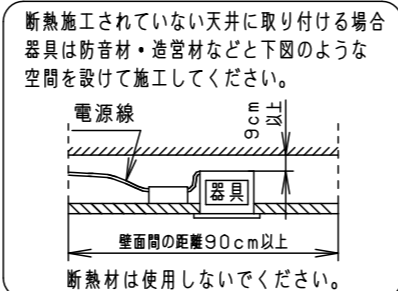 断熱施工されていない天井に取り付ける場合
器具は防音材・造営材などと下図のような
空間を設けて施工してください。
電源線
9cm
以上
器具
壁面間の距離90cm以上
断熱材は使用しないでください。